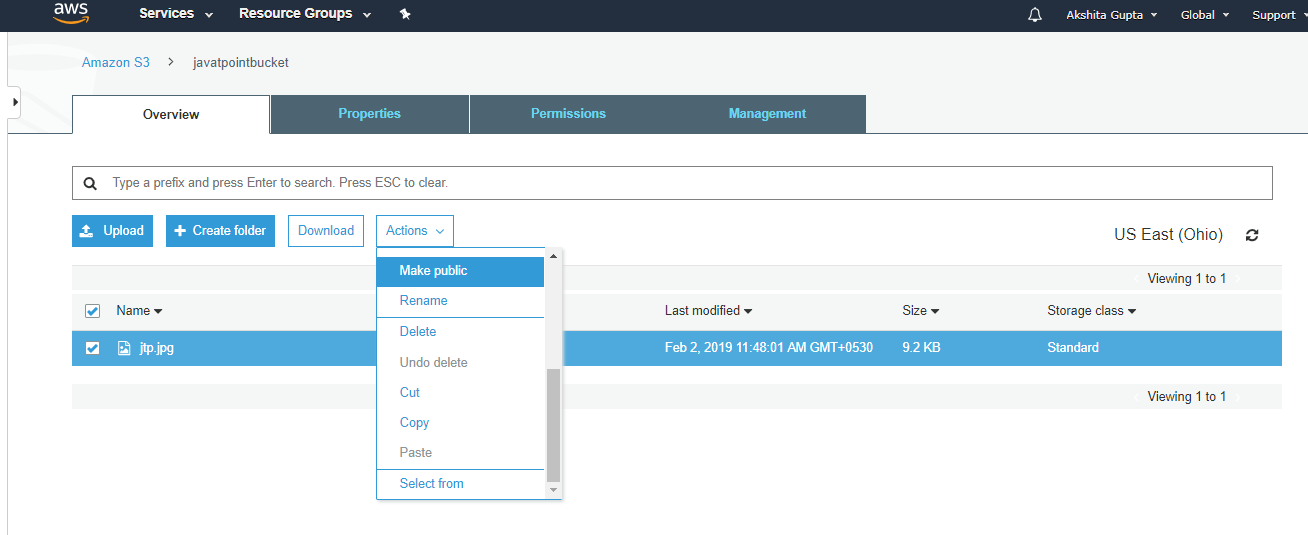 aws Services Resource Groups Akshita Gupta Global Support
Amazon S3 > javatpointbucket
Overview Properties Permissions Management
Type a prefix and press Enter to search. Press ESC to clear.
Upload + Create folder Download Actions
US East (Ohio)
Make public
Viewing 1 to 1
Rename
Name Last modified Size Storage class
Delete
jtp.jpg Feb 2, 2019 11:48:01 AM GMT+0530 9.2 KB Standard
Undo delete
Cut
Viewing 1 to 1
Copy
Paste
Select from